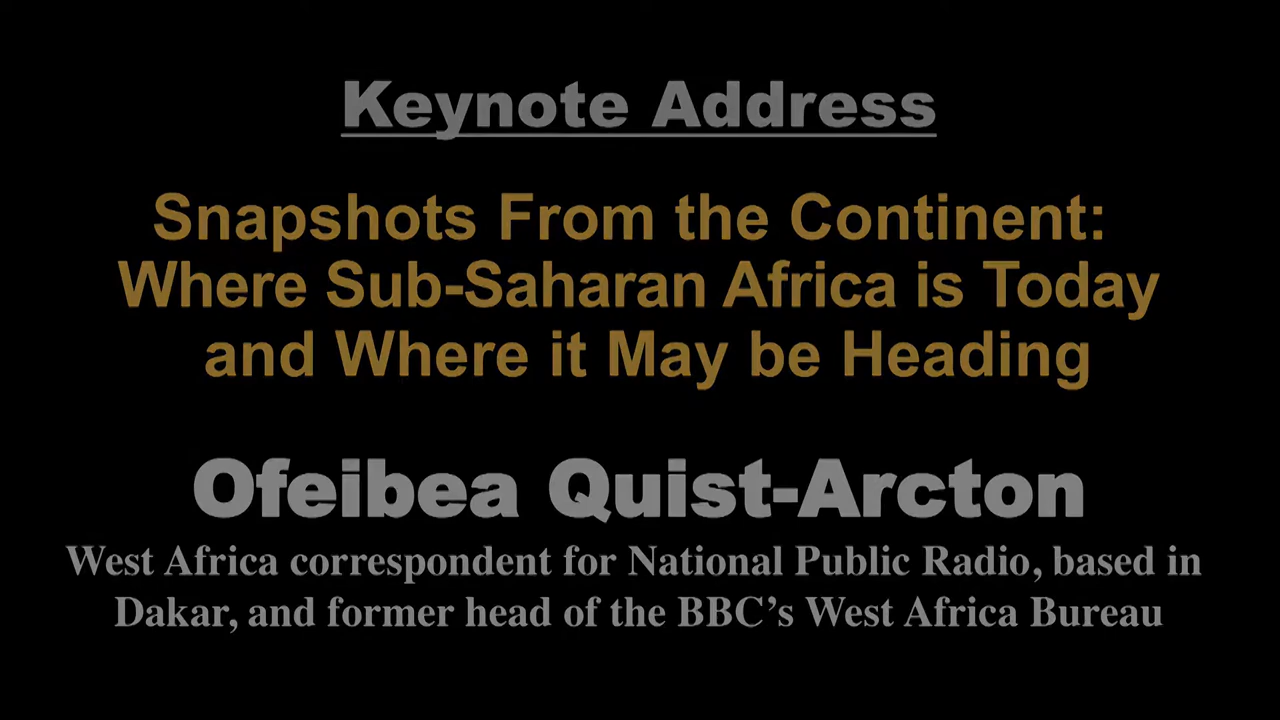 Keynote Address
Snapshots From the Continent:
Where Sub-Saharan Africa is Today
and Where it May be Heading
Ofeibea Quist-Arcton
West Africa correspondent for National Public Radio, based in
Dakar, and former head of the BBC’s West Africa Bureau